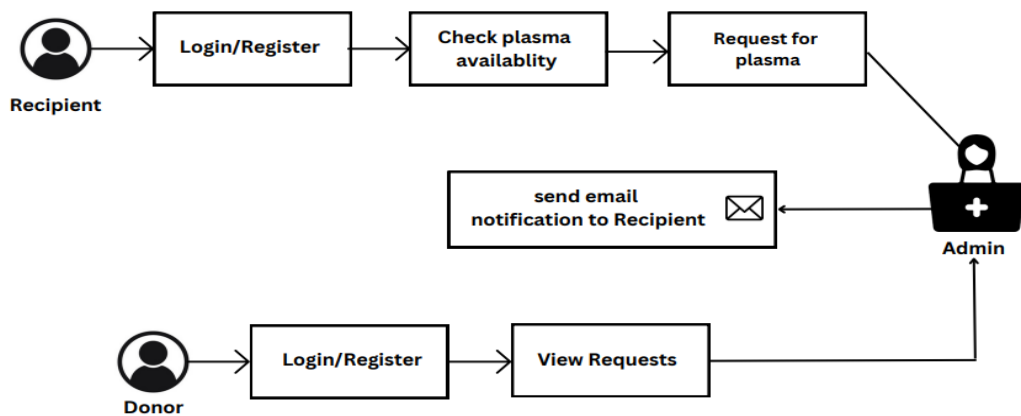 Login/Register
Check plasma
availablity
Request for
plasma
Recipient
send email
notification to Recipient
Admin
Login/Register
View Requests
Donor